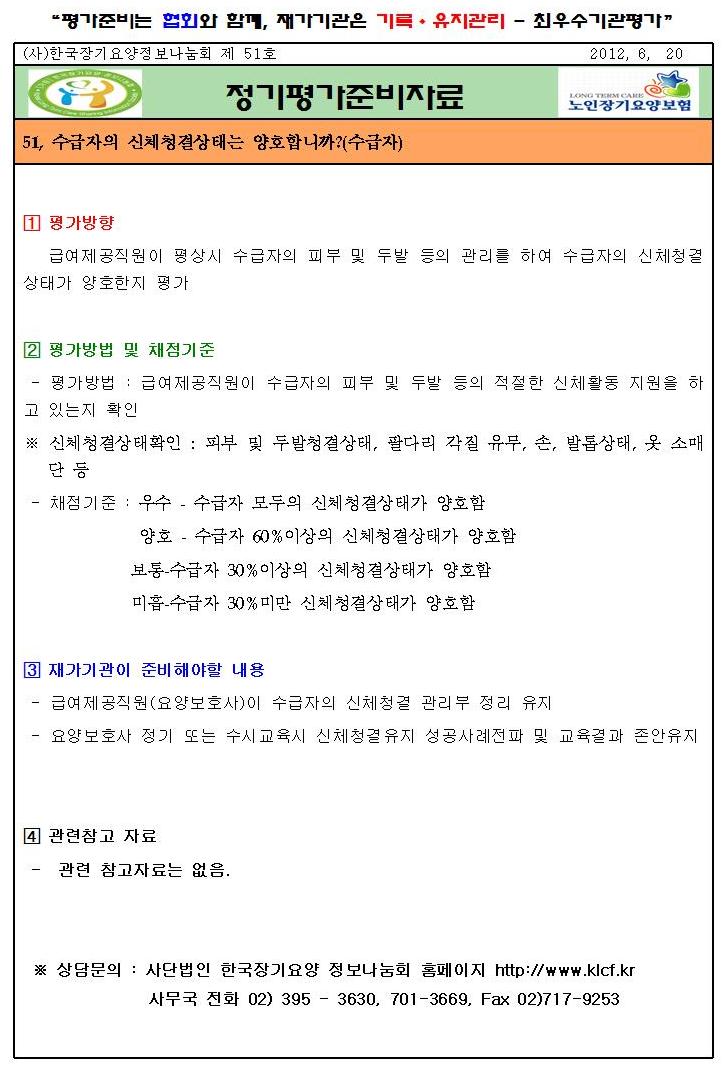 “평가준비는 협회와 함께, 재가기관은 기록·유지관리 - 최우수기관평가”
(사)한국장기요양정보나눔회 제 51호 2012, 6, 20
정기평가준비자료
LONG TERM CARE
노인장기요양보험
51, 수급자의 신체청결상태는 양호합니까?(수급자)
1 평가방향
급여제공직원이 평상시 수급자의 피부 및 두발 등의 관리를 하여 수급자의 신체청결
상태가 양호한지 평가
2 평가방법 및 채점기준
- 평가방법 : 급여제공직원이 수급자의 피부 및 두발 등의 적절한 신체활동 지원을 하
고 있는지 확인
※ 신체청결상태확인 : 피부 및 두발청결상태, 팔다리 각질 유무, 손, 발톱상태, 옷 소매
단 등
- 채점기준 : 우수 - 수급자 모두의 신체청결상태가 양호함
양호 - 수급자 60%이상의 신체청결상태가 양호함
보통-수급자 30%이상의 신체청결상태가 양호함
미흡-수급자 30%미만 신체청결상태가 양호함
3 재가기관이 준비해야할 내용
- 급여제공직원(요양보호사)이 수급자의 신체청결 관리부 정리 유지
- 요양보호사 정기 또는 수시교육시 신체청결유지 성공사례전파 및 교육결과 존안유지
4 관련참고 자료
- 관련 참고자료는 없음.
※ 상담문의 : 사단법인 한국장기요양 정보나눔회 홈페이지 http://www.klcf.kr
사무국 전화 02) 395 - 3630, 701-3669, Fax 02)717-9253